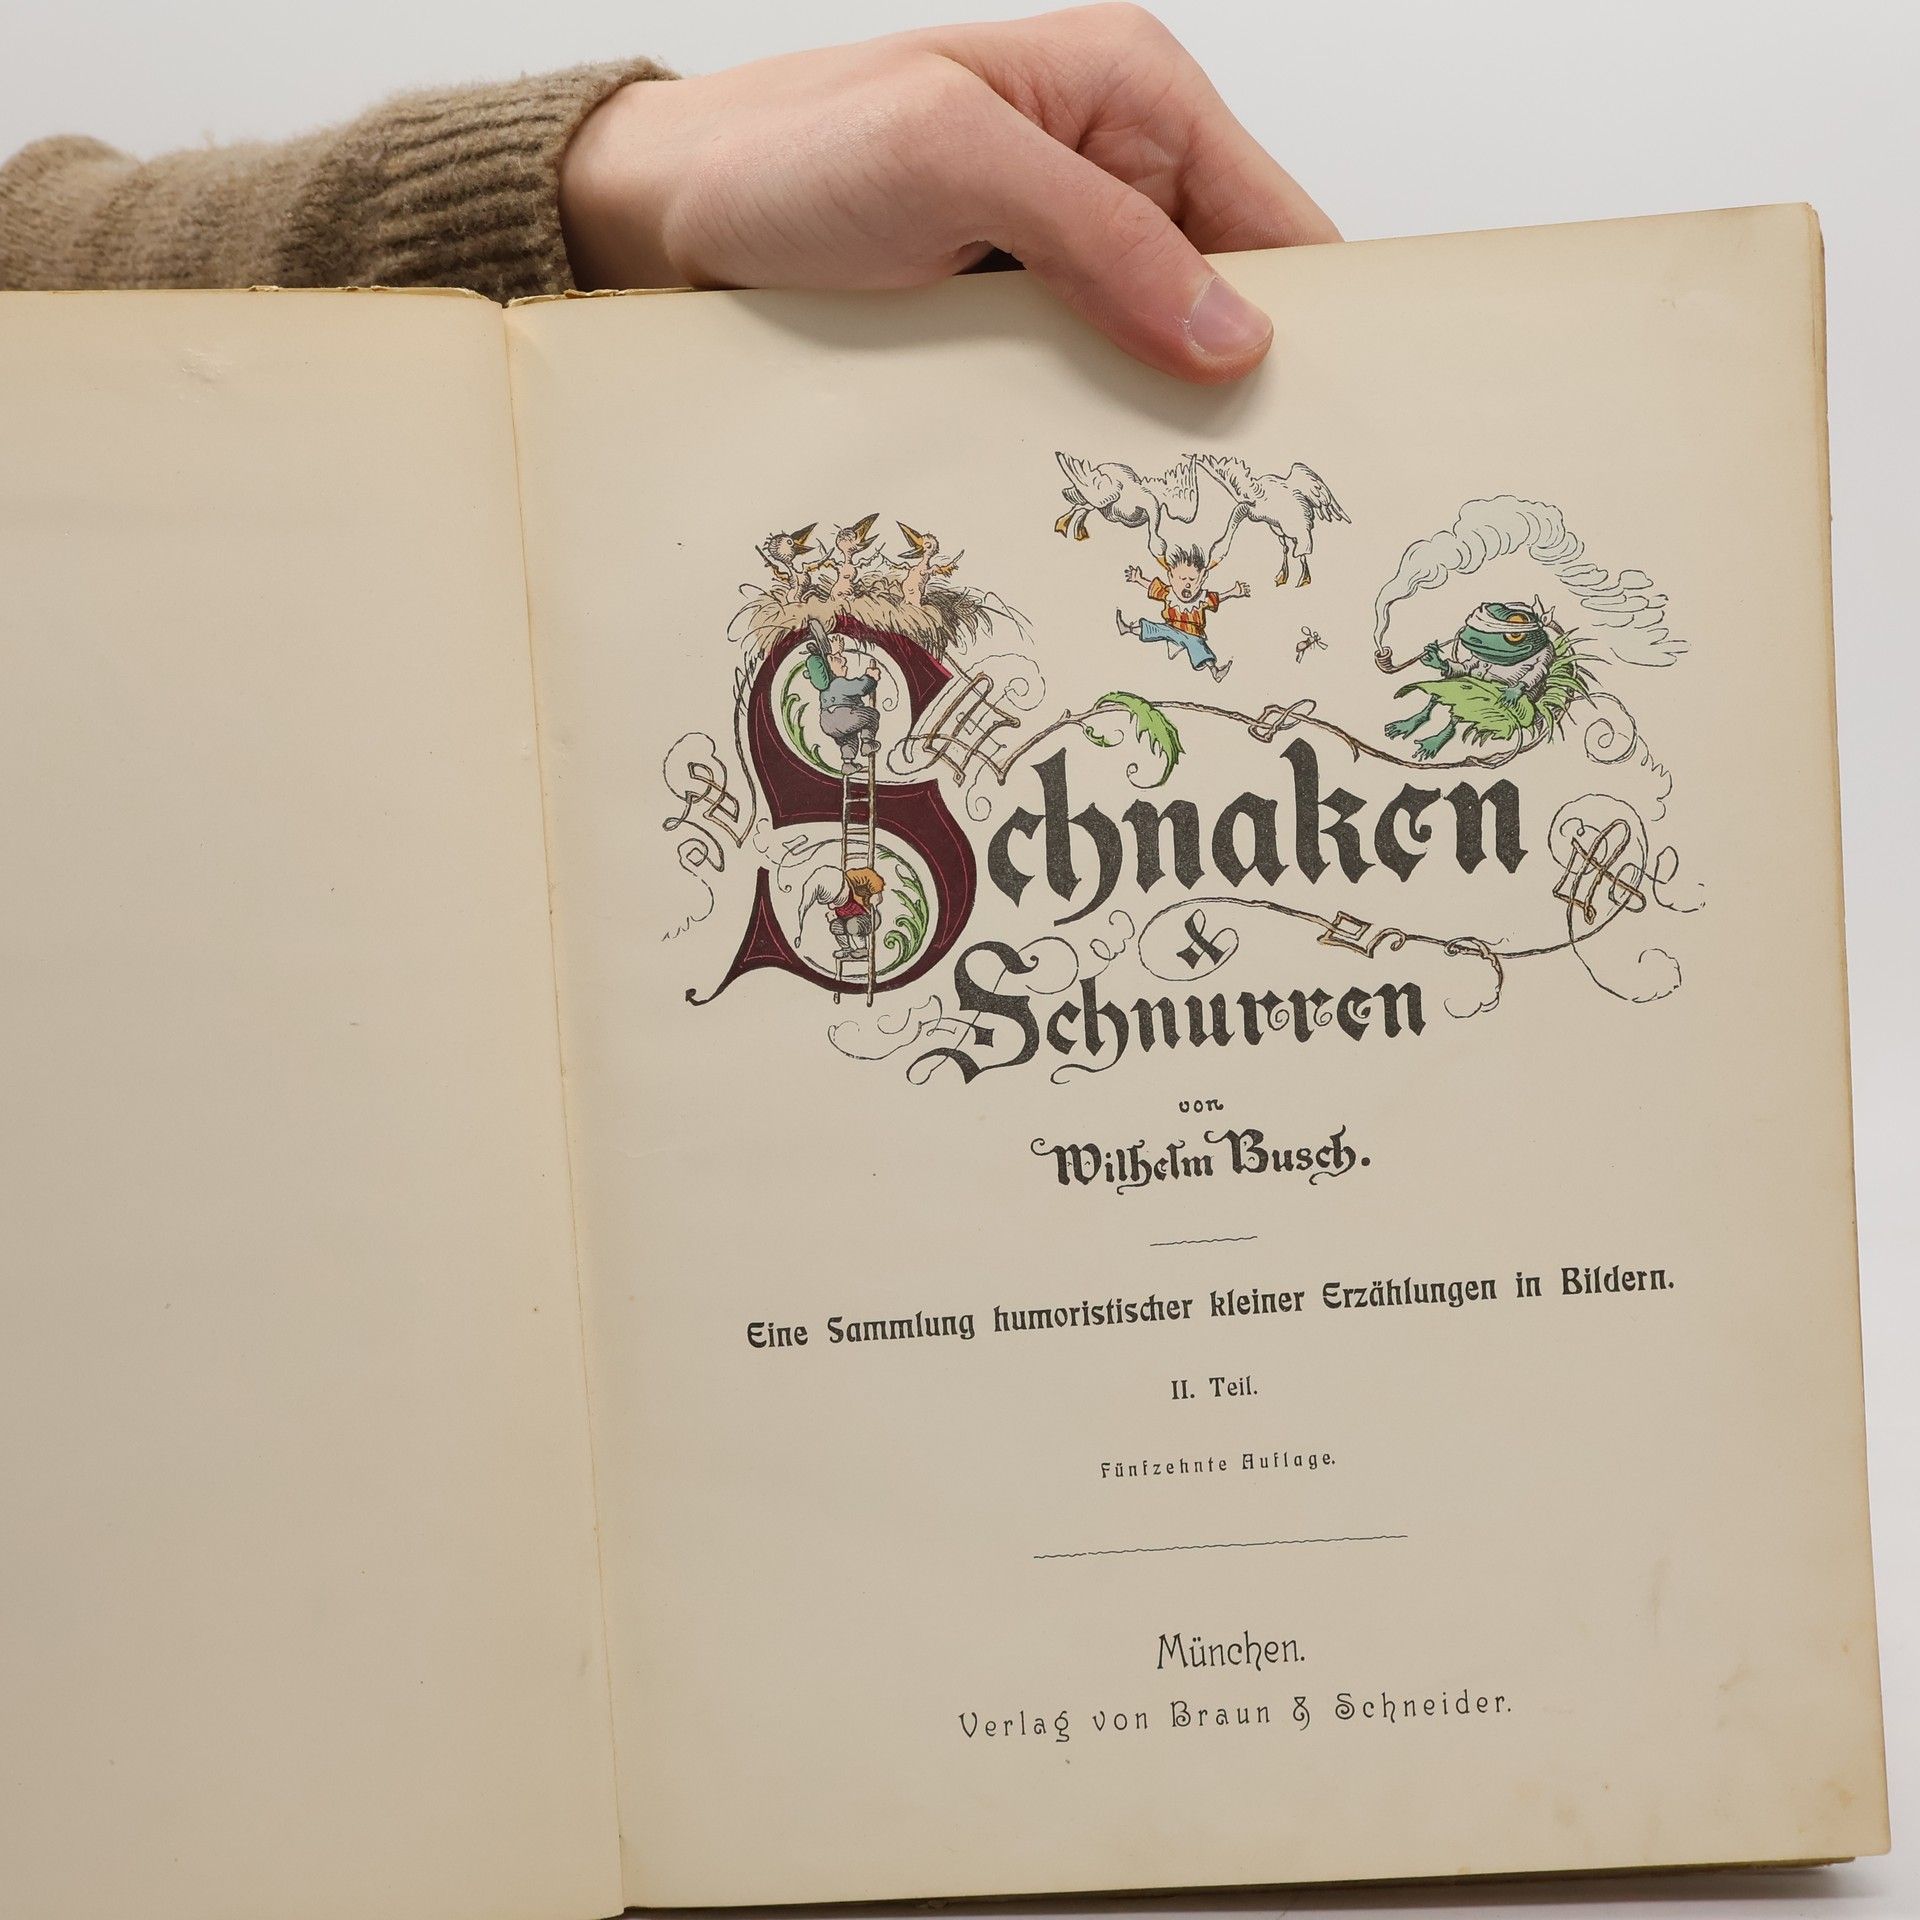 Schnaken
&
Schnurren
von
Wilhelm Busch.
Eine Sammlung humoristischer kleiner Erzählungen in Bildern.
II. Teil.
Fünfzehnte Auflage.
München.
Verlag von Braun & Schneider.